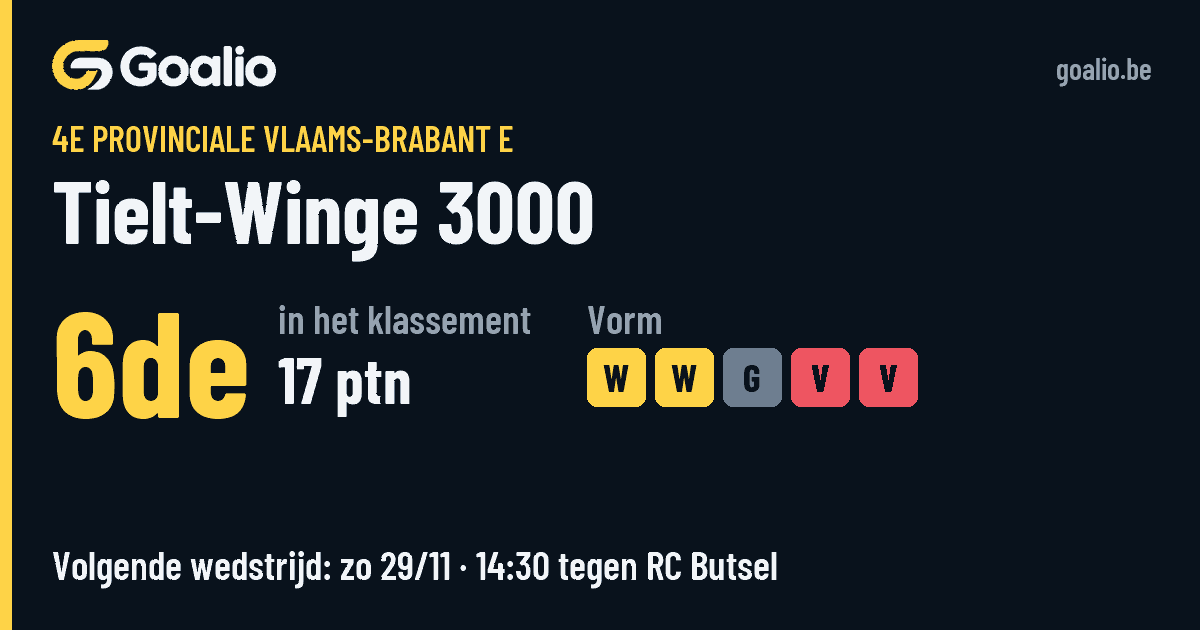 Goalio
goalio.be
4E PROVINCIALE VLAAMS-BRABANT E
Tielt-Winge 3000
6de
in het klassement
17 ptn
Vorm
W W G V V
Volgende wedstrijd: zo 29/11 · 14:30 tegen RC Butsel